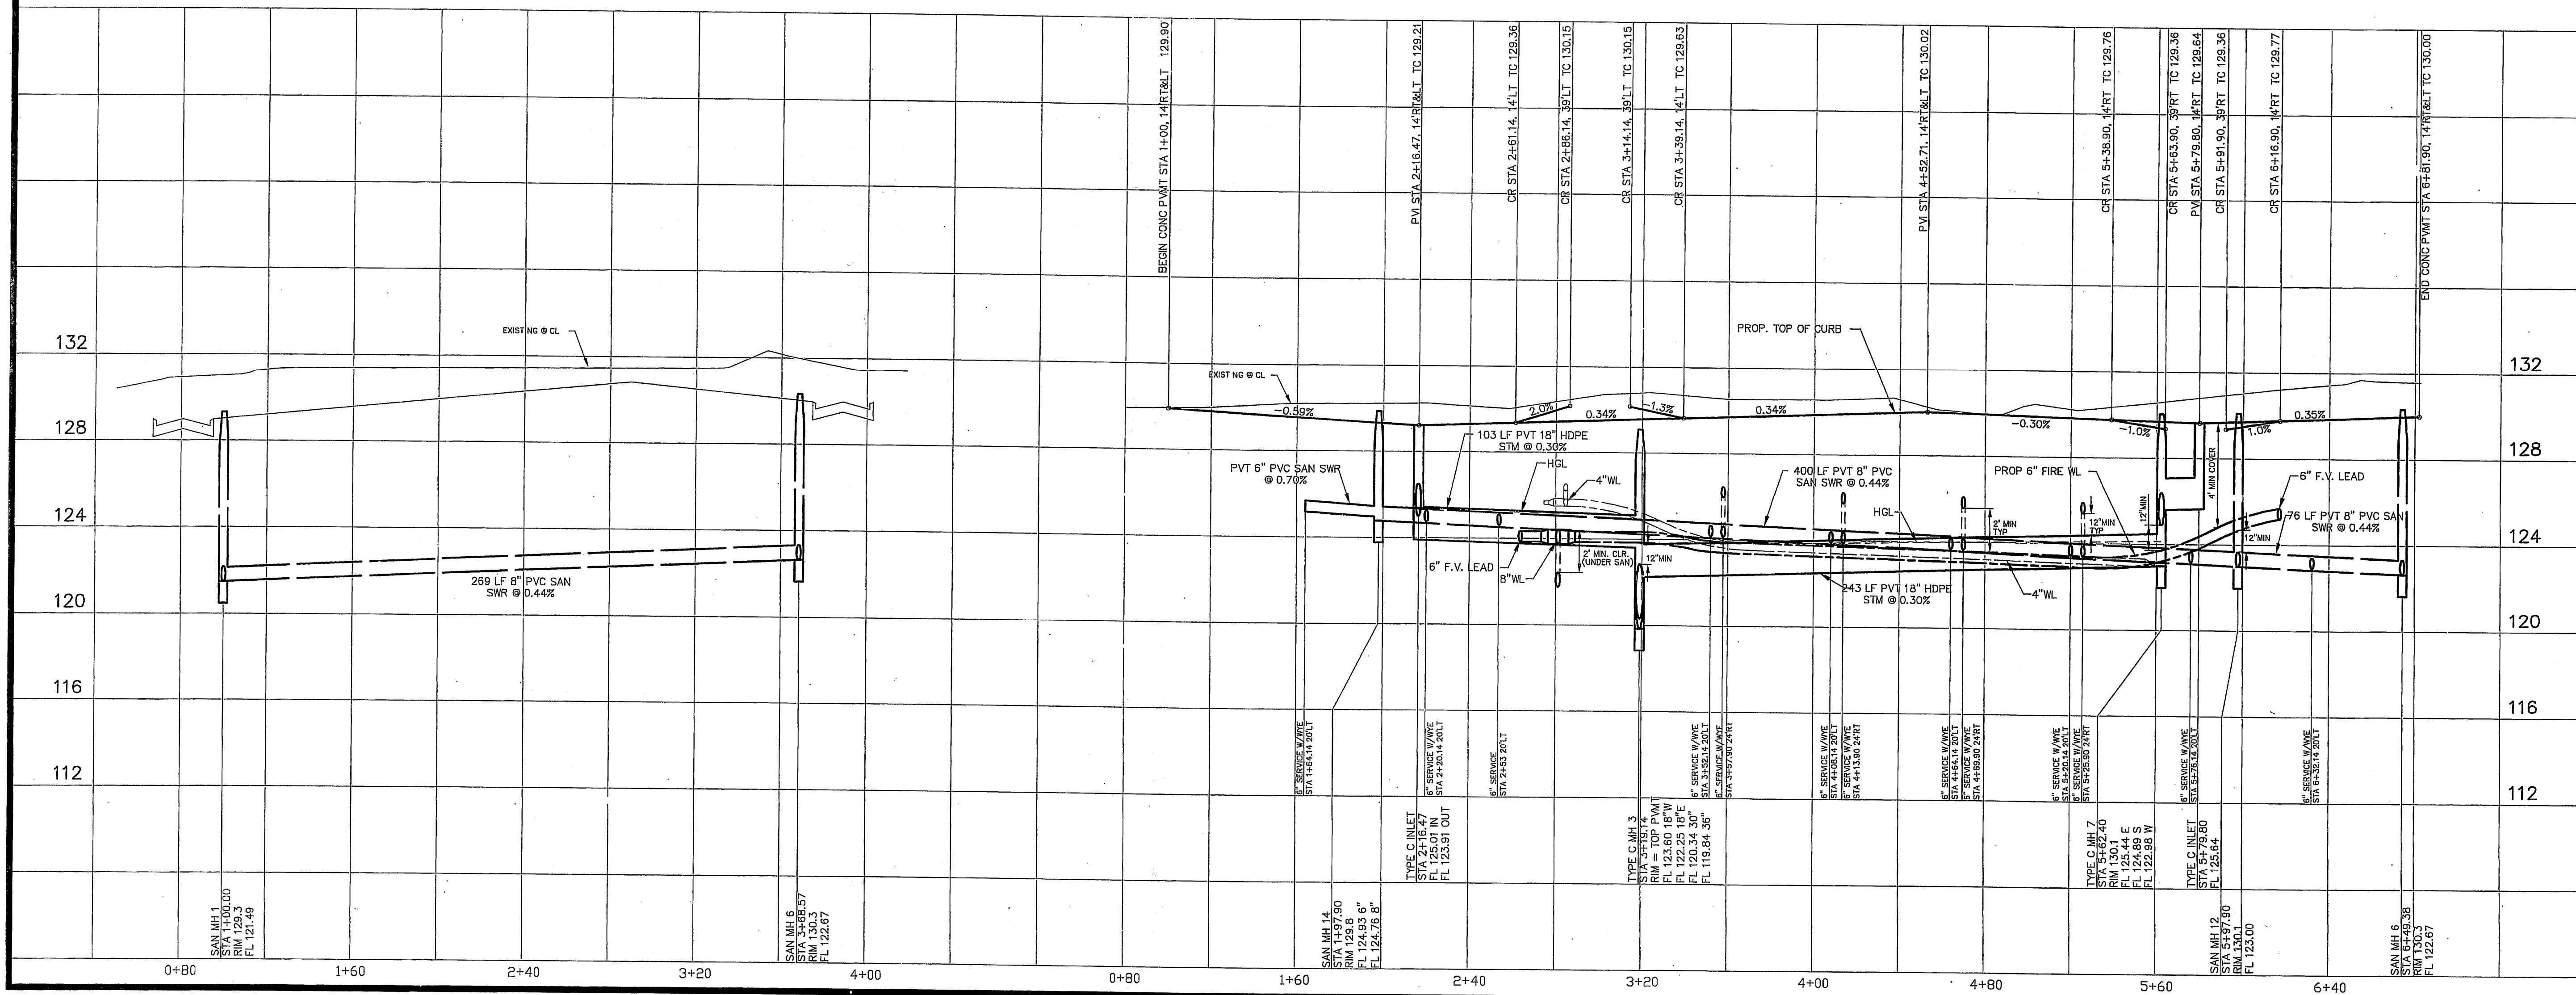 BEGIN CONC PVMT STA 1+00, 14'RT&LT 129.90
PVI STA 2+16.47, 14'RT&LT TC 129.21
CR STA 2+61.14, 14'LT TC 129.36
CR STA 2+86.14, 39'LT TC 130.15
CR STA 3+14.14, 39'LT TC 130.15
CR STA 3+39.14, 14'LT TC 129.63
PVI STA 4+52.71, 14'RT&LT TC 130.02
CR STA 5+38.90, 14'RT TC 129.76
CR STA 5+63.90, 39'RT TC 129.36
PVI STA 5+79.80, 14'RT TC 129.64
CR STA 5+91.90, 39'RT TC 129.36
CR STA 6+16.90, 14'RT TC 129.77
END CONC PVMT STA 6+81.90, 14'RT&LT TC 130.00
132
128
124
120
116
112
EXISTING @ CL
269 LF 8" PVC SAN
SWR @ 0.44%
SAN MH 1
STA 1+00.00
RIM 129.3
FL 121.49
SAN MH 6
STA 3+68.57
RIM 130.3
FL 122.67
0+80
1+60
2+40
3+20
4+00
EXISTING @ CL
PROP. TOP OF CURB
-0.59%
2.0%
0.34%
-1.3%
0.34%
-0.30%
-1.0%
1.0%
0.35%
103 LF PVT 18" HDPE
STM @ 0.30%
PVT 6" PVC SAN SWR
@ 0.70%
HGL
4"WL
400 LF PVT 8" PVC
SAN SWR @ 0.44%
HGL
PROP 6" FIRE WL
2' MIN
TYP
12"MIN
TYP
12"MIN
4' MIN COVER
12"MIN
6" F.V. LEAD
76 LF PVT 8" PVC SAN
SWR @ 0.44%
6" F.V. LEAD
8"WL
2' MIN. CLR.
(UNDER SAN)
12"MIN
243 LF PVT 18" HDPE
STM @ 0.30%
4"WL
132
128
124
120
116
112
6" SERVICE W/WYE
STA 1+64.14 20'LT
6" SERVICE W/WYE
STA 2+20.14 20'LT
6" SERVICE
STA 2+53 20'LT
6" SERVICE W/WYE
STA 3+52.14 20'LT
6" SERVICE W/WYE
STA 3+57.90 24'RT
6" SERVICE W/WYE
STA 4+08.14 20'LT
6" SERVICE W/WYE
STA 4+13.90 24'RT
6" SERVICE W/WYE
STA 4+64.14 20'LT
6" SERVICE W/WYE
STA 4+69.90 24'RT
6" SERVICE W/WYE
STA 5+20.14 20'LT
6" SERVICE W/WYE
STA 5+25.90 24'RT
6" SERVICE W/WYE
STA 5+76.14 20'LT
6" SERVICE W/WYE
STA 6+32.14 20'LT
SAN MH 14
STA 1+97.90
RIM 129.8
FL 124.93 6"
FL 124.76 8"
TYPE C INLET
STA 2+16.47
FL 125.01 IN
FL 123.91 OUT
TYPE C MH 3
STA 3+19.14
RIM = TOP PVMT
FL 123.60 18"W
FL 122.25 18"E
FL 120.34 30"
FL 119.84 36"
TYPE C MH 7
STA 5+62.40
RIM 130.1
FL 125.44 E
FL 124.89 S
FL 122.98 W
TYPE C INLET
STA 5+79.80
FL 125.64
SAN MH 12
STA 5+97.90
RIM 130.1
FL 123.00
SAN MH 6
STA 6+49.38
RIM 130.3
FL 122.67
0+80
1+60
2+40
3+20
4+00
4+80
5+60
6+40